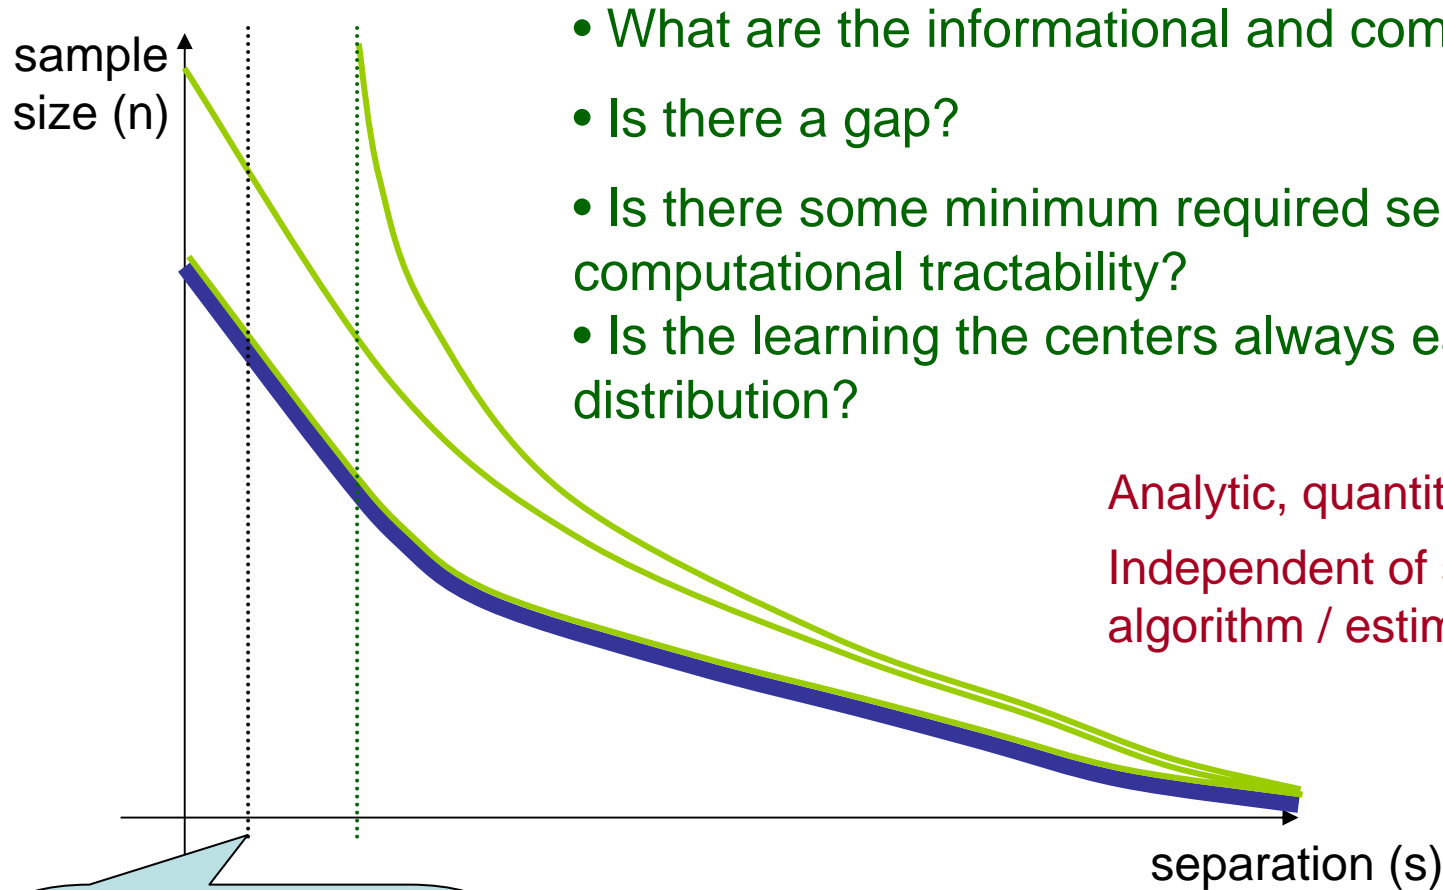 sample
size (n)
• What are the informational and com
• Is there a gap?
• Is there some minimum required se
computational tractability?
• Is the learning the centers always ea
distribution?
Analytic, quantit
Independent of
algorithm / estim
separation (s)